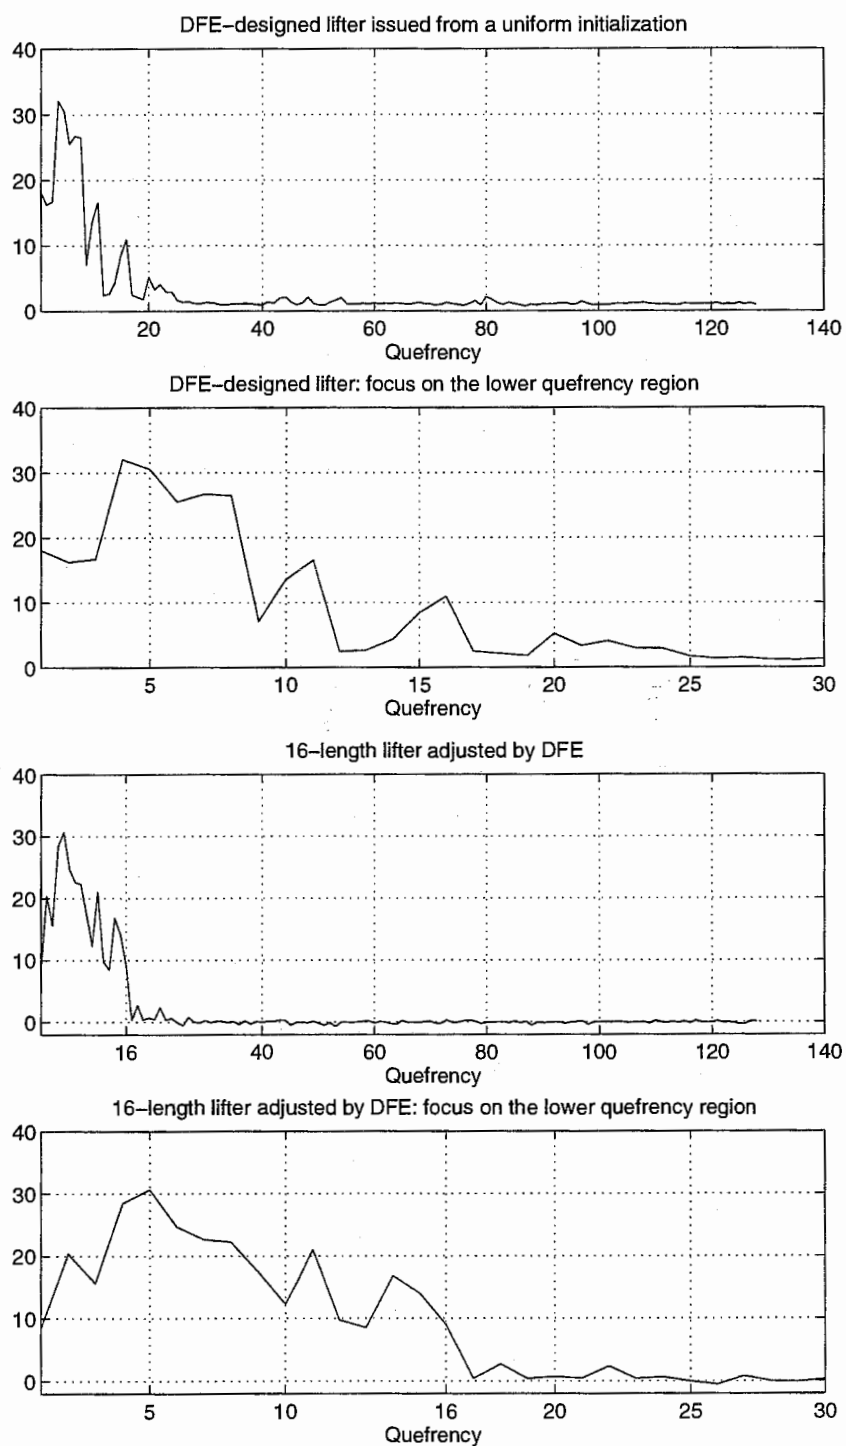 DFE–designed lifter issued from a uniform initialization
40
30
20
10
0
20 40 60 80 100 120 140
Quefrency
DFE–designed lifter: focus on the lower quefrency region
40
30
20
10
0
5 10 15 20 25 30
Quefrency
16–length lifter adjusted by DFE
40
30
20
10
0
16 40 60 80 100 120 140
Quefrency
16–length lifter adjusted by DFE: focus on the lower quefrency region
40
30
20
10
0
5 10 16 20 25 30
Quefrency